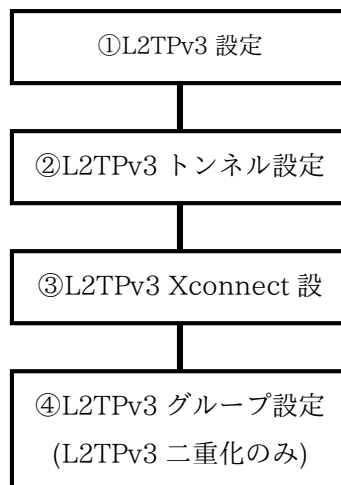 ①L2TPv3 設定
②L2TPv3 トンネル設定
③L2TPv3 Xconnect 設
④L2TPv3 グループ設定
(L2TPv3 二重化のみ)